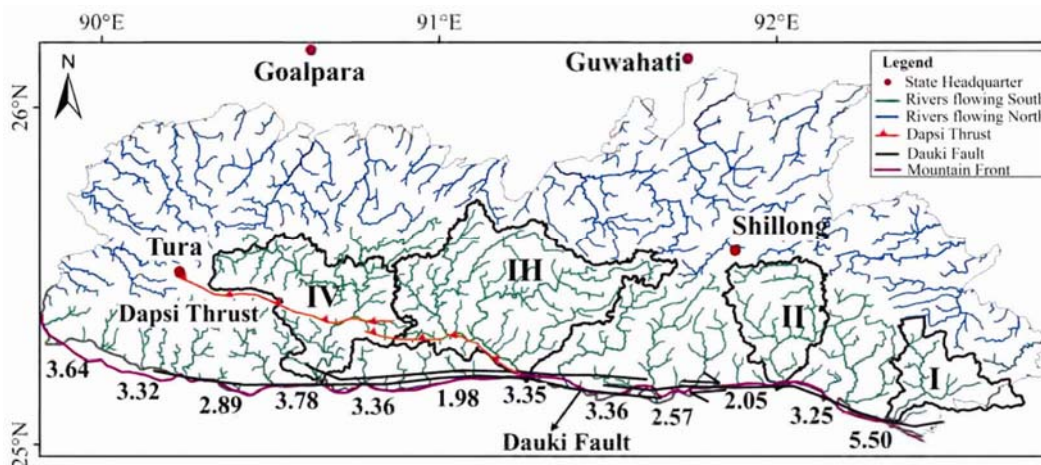 90°E
91°E
92°E
N
Goalpara
Guwahati
Legend
State Headquarter
Rivers flowing South
Rivers flowing North
Dapsi Thrust
Dauki Fault
Mountain Front
26°N
Tura
Shillong
III
IV
II
Dapsi Thrust
I
3.64
3.32
2.89
3.78
3.36
1.98
3.35
3.36
2.57
2.05
3.25
5.50
Dauki Fault
25°N